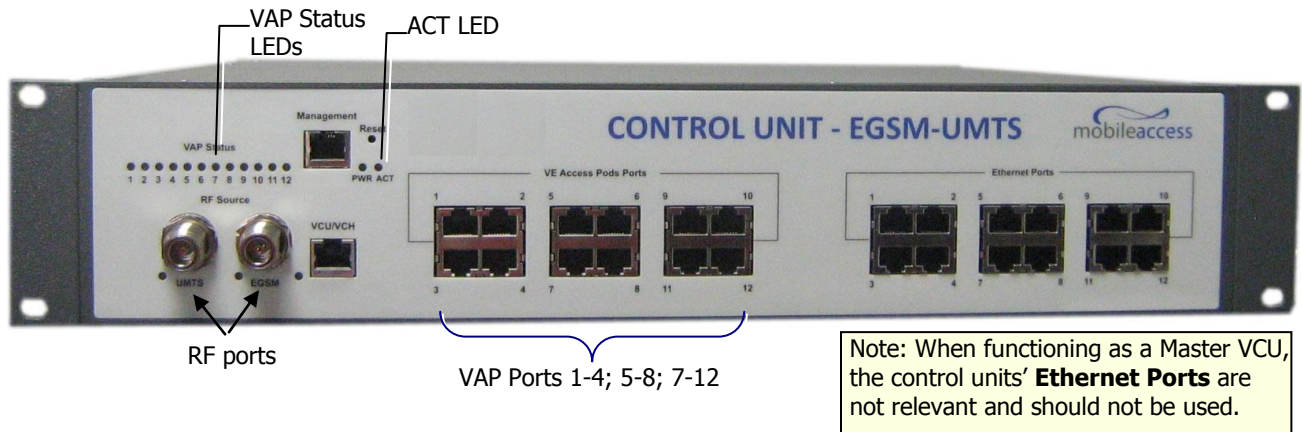 VAP Status
LEDs
ACT LED
Management
Reset
CONTROL UNIT - EGSM-UMTS
mobileaccess
VAP Status
1 2 3 4 5 6 7 8 9 10 11 12
PWR ACT
RF Source
VCU/VCH
UMTS
EGSM
VE Access Pods Ports
1 2 5 6 9 10
3 4 7 8 11 12
Ethernet Ports
1 2 5 6 9 10
3 4 7 8 11 12
RF ports
VAP Ports 1-4; 5-8; 7-12
Note: When functioning as a Master VCU,
the control units’ Ethernet Ports are
not relevant and should not be used.